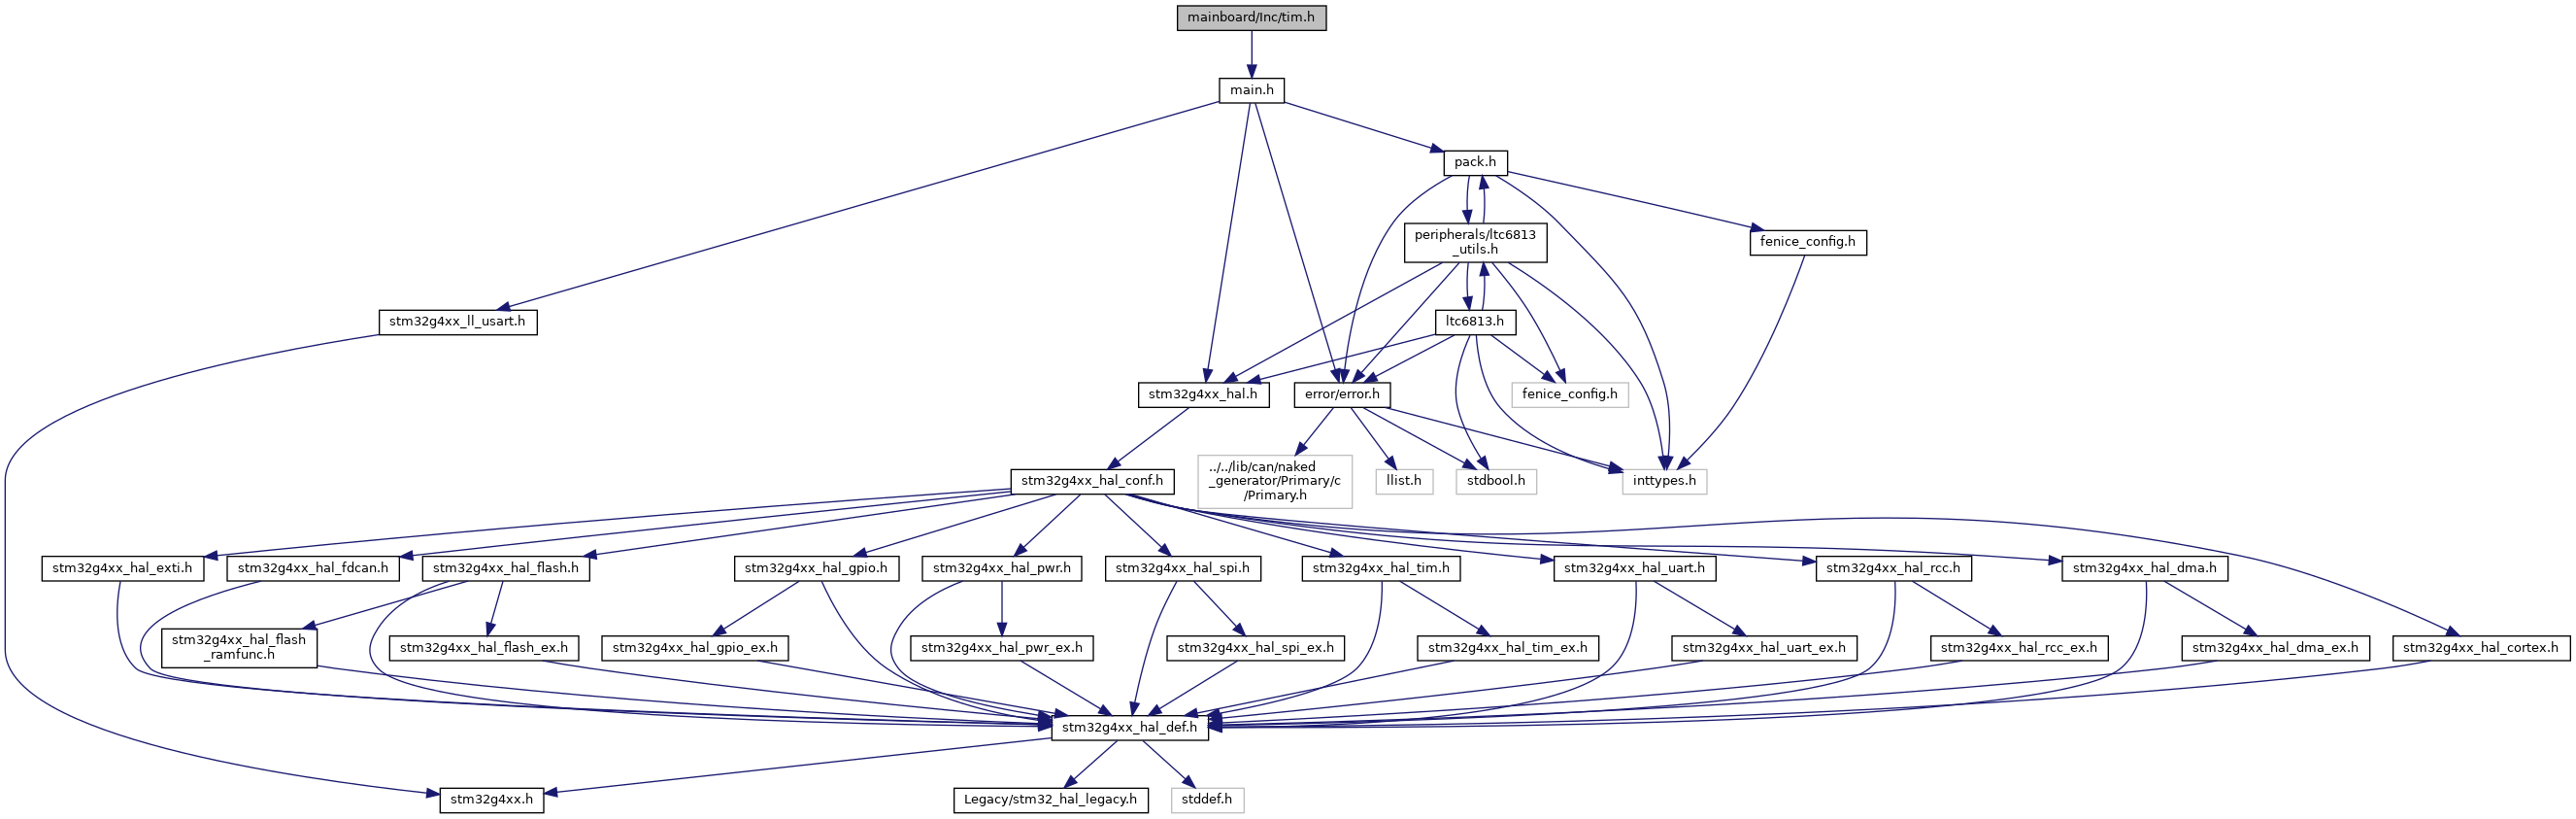 mainboard/Inc/tim.h
main.h
pack.h
peripherals/ltc6813
_utils.h
fenice_config.h
stm32g4xx_ll_usart.h
ltc6813.h
stm32g4xx_hal.h
error/error.h
fenice_config.h
../../lib/can/naked
_generator/Primary/c
/Primary.h
llist.h
stdbool.h
inttypes.h
stm32g4xx_hal_conf.h
stm32g4xx_hal_exti.h
stm32g4xx_hal_fdcan.h
stm32g4xx_hal_flash.h
stm32g4xx_hal_gpio.h
stm32g4xx_hal_pwr.h
stm32g4xx_hal_spi.h
stm32g4xx_hal_tim.h
stm32g4xx_hal_uart.h
stm32g4xx_hal_rcc.h
stm32g4xx_hal_dma.h
stm32g4xx_hal_flash
_ramfunc.h
stm32g4xx_hal_flash_ex.h
stm32g4xx_hal_gpio_ex.h
stm32g4xx_hal_pwr_ex.h
stm32g4xx_hal_spi_ex.h
stm32g4xx_hal_tim_ex.h
stm32g4xx_hal_uart_ex.h
stm32g4xx_hal_rcc_ex.h
stm32g4xx_hal_dma_ex.h
stm32g4xx_hal_cortex.h
stm32g4xx_hal_def.h
stm32g4xx.h
Legacy/stm32_hal_legacy.h
stddef.h